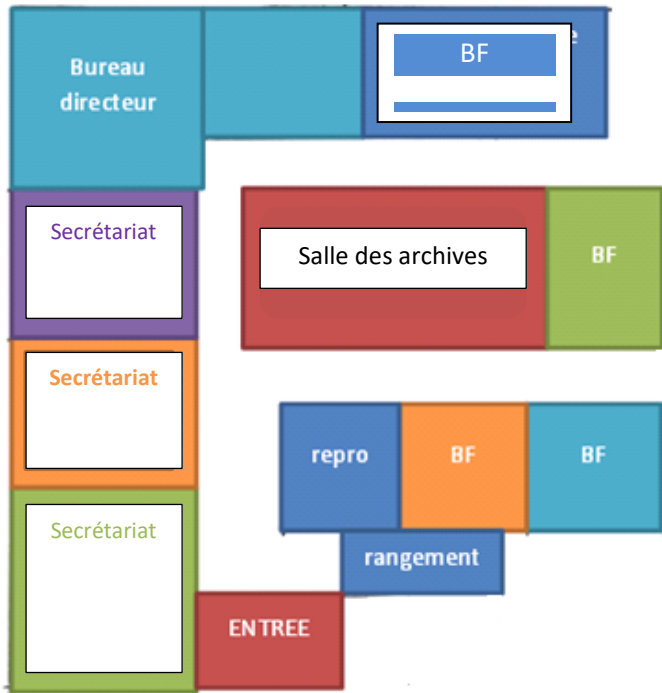 Bureau
directeur
BF
e
Secrétariat
Salle des archives
BF
Secrétariat
repro
BF
BF
Secrétariat
rangement
ENTREE